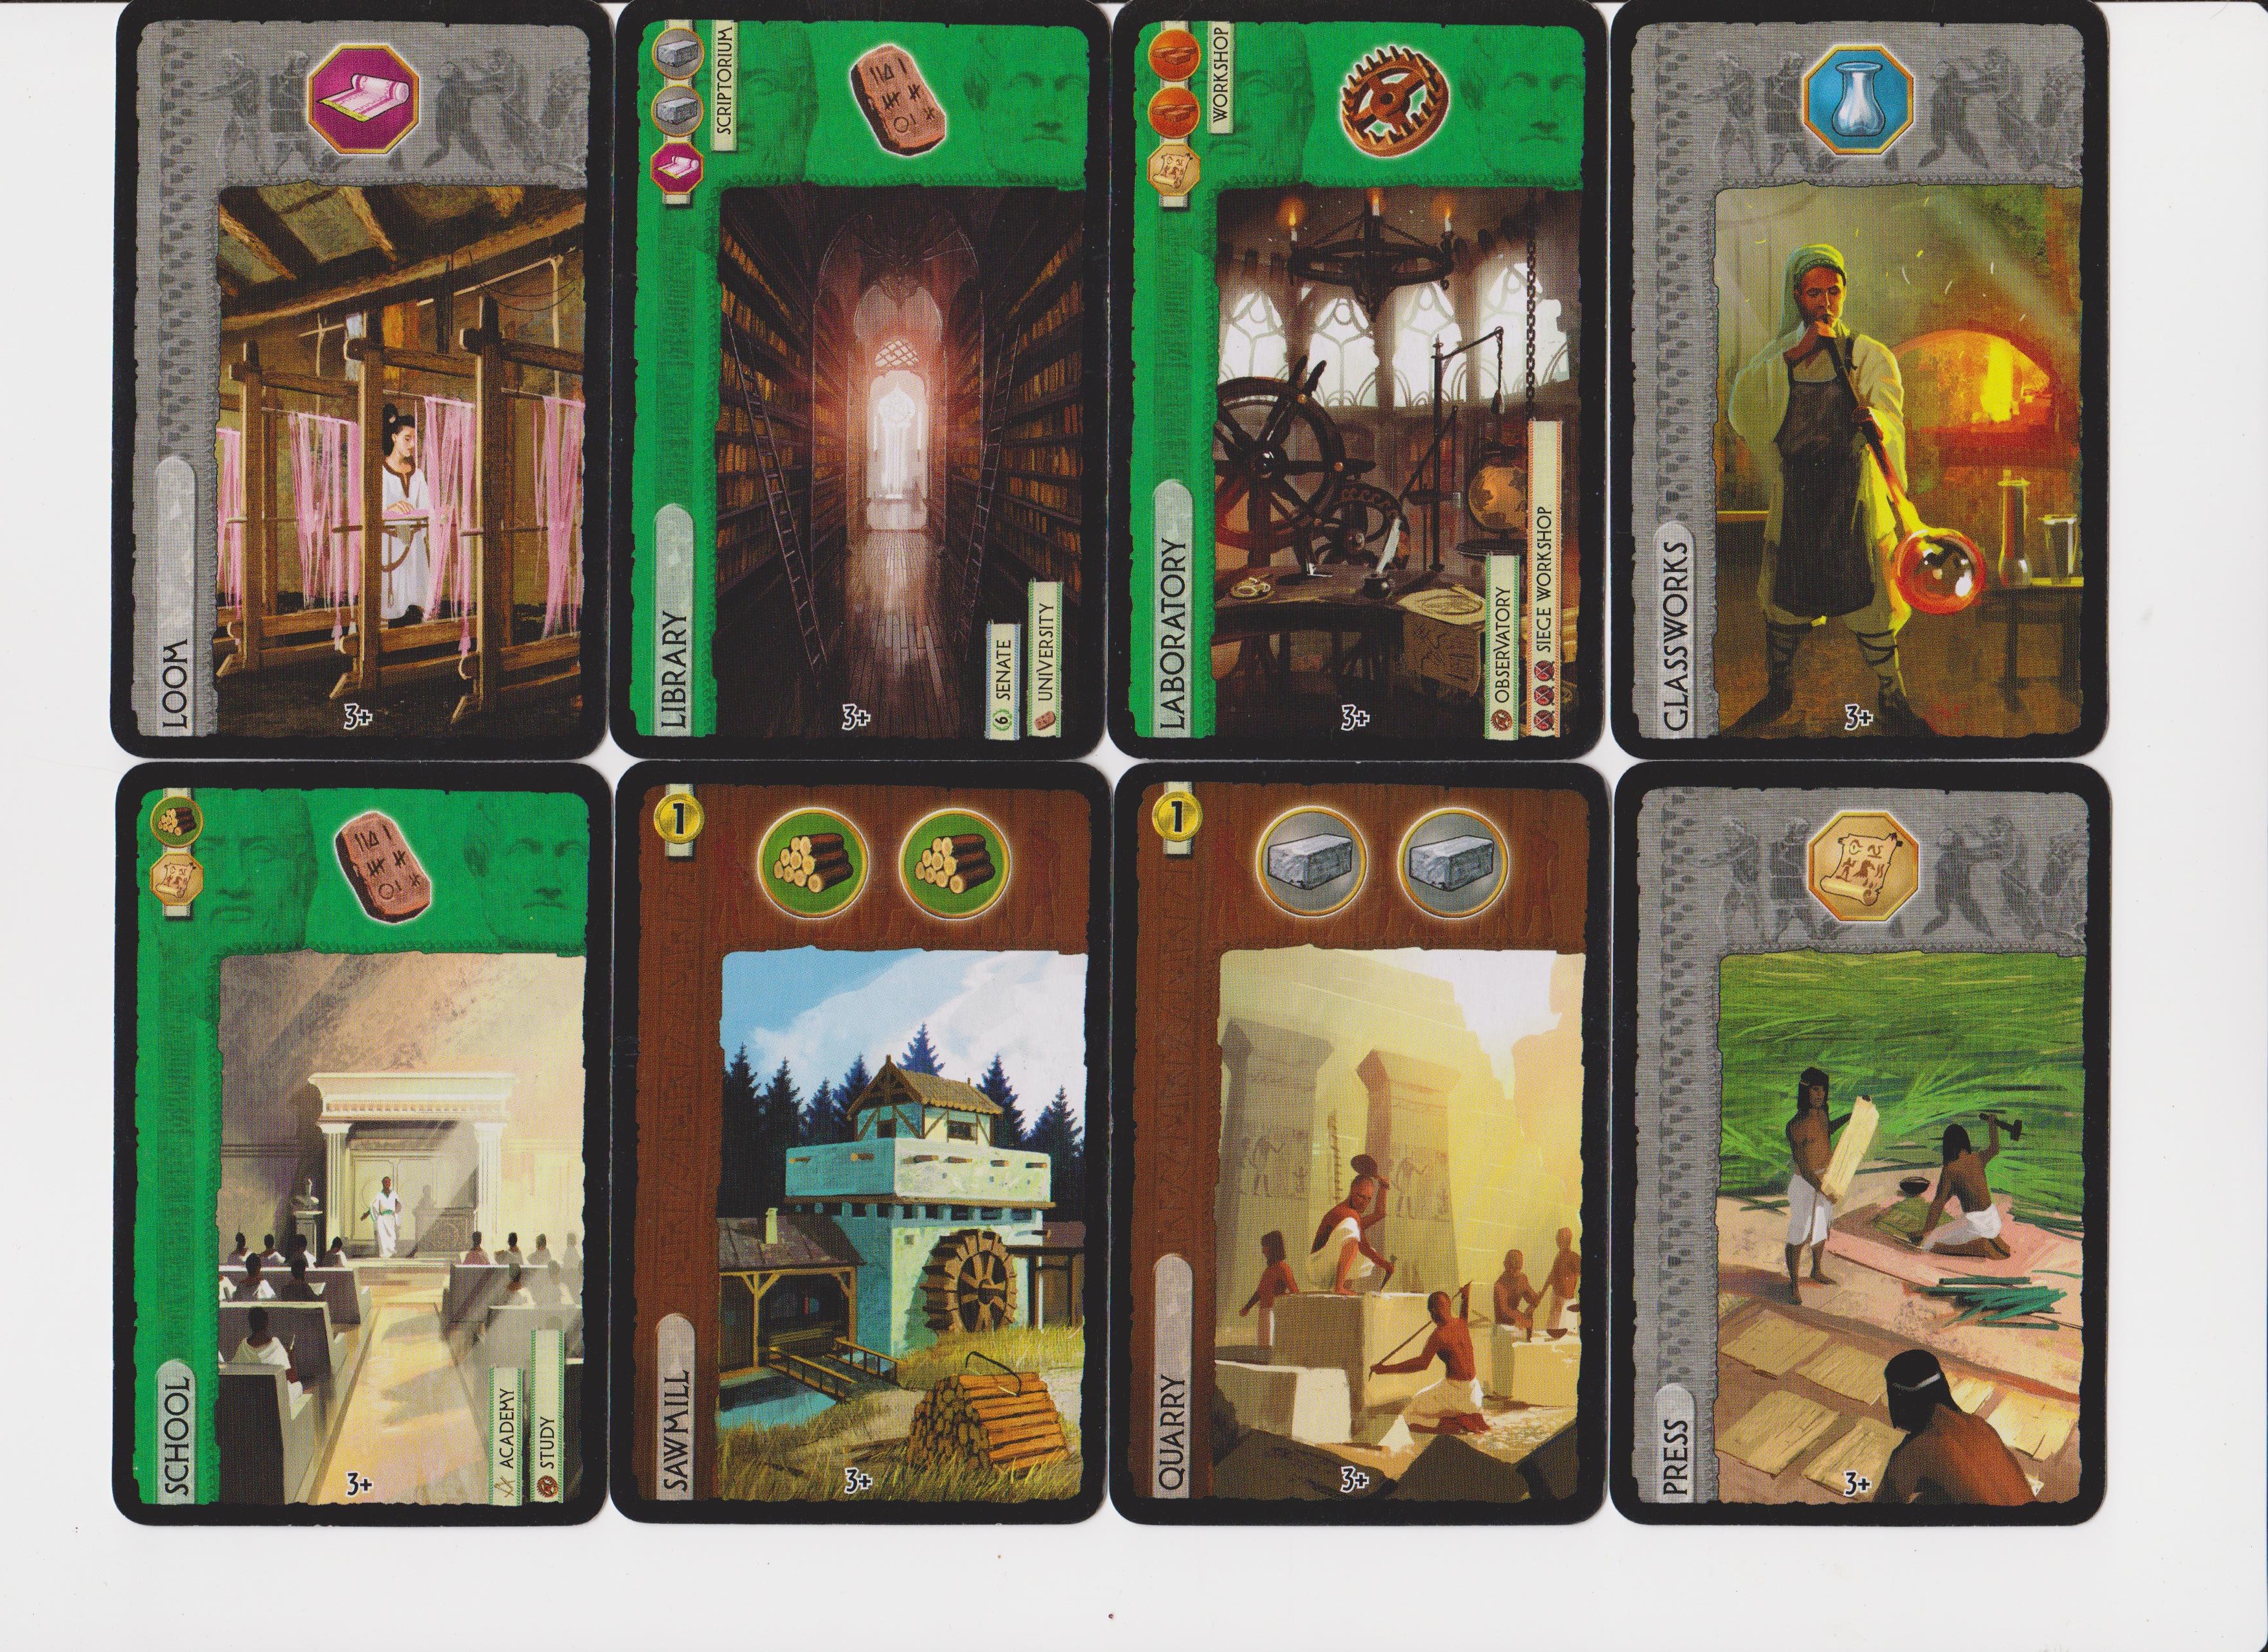 LOOM
3+
SCRIPTORIUM
LIBRARY
3+
6 SENATE
UNIVERSITY
WORKSHOP
LABORATORY
3+
OBSERVATORY
SIEGE WORKSHOP
GLASSWORKS
3+
SCHOOL
3+
ACADEMY
STUDY
1
SAWMILL
3+
1
QUARRY
3+
PRESS
3+